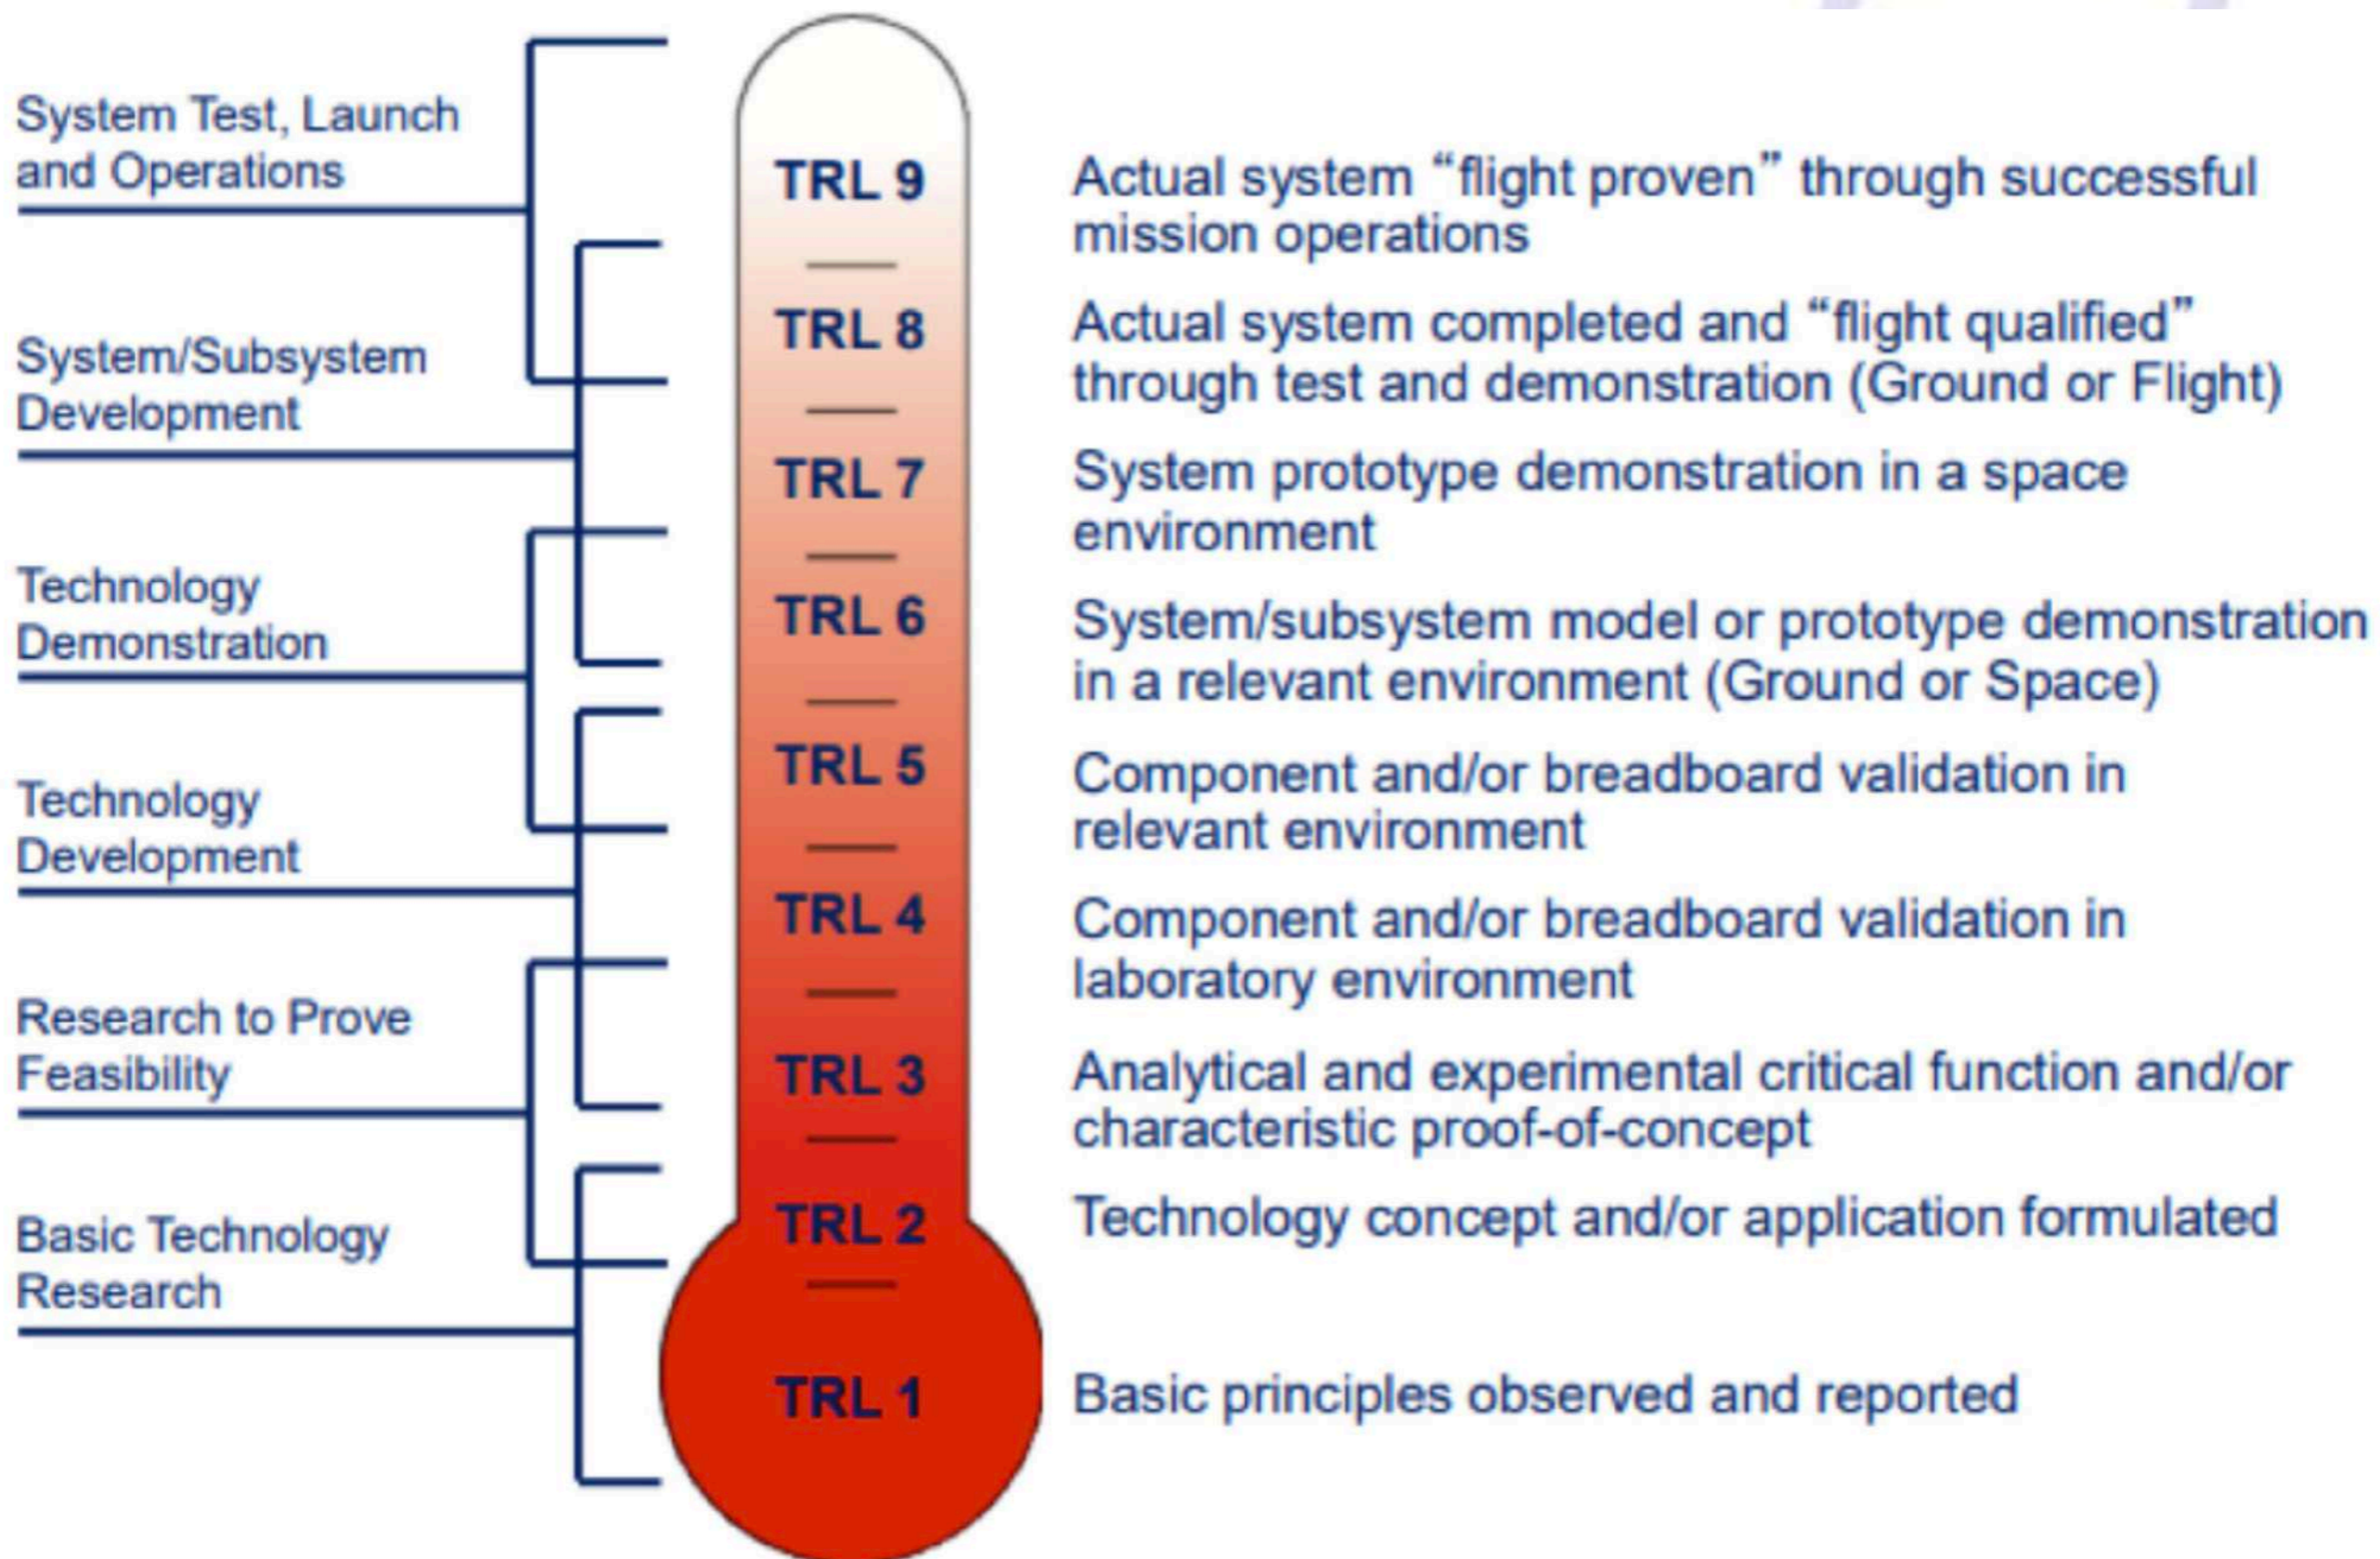 System Test, Launch
and Operations
System/Subsystem
Development
Technology
Demonstration
Technology
Development
Research to Prove
Feasibility
Basic Technology
Research
TRL 9
TRL 8
TRL 7
TRL 6
TRL 5
TRL 4
TRL 3
TRL 2
TRL 1
Actual system “flight proven” through successful
mission operations
Actual system completed and “flight qualified”
through test and demonstration (Ground or Flight)
System prototype demonstration in a space
environment
System/subsystem model or prototype demonstration
in a relevant environment (Ground or Space)
Component and/or breadboard validation in
relevant environment
Component and/or breadboard validation in
laboratory environment
Analytical and experimental critical function and/or
characteristic proof-of-concept
Technology concept and/or application formulated
Basic principles observed and reported